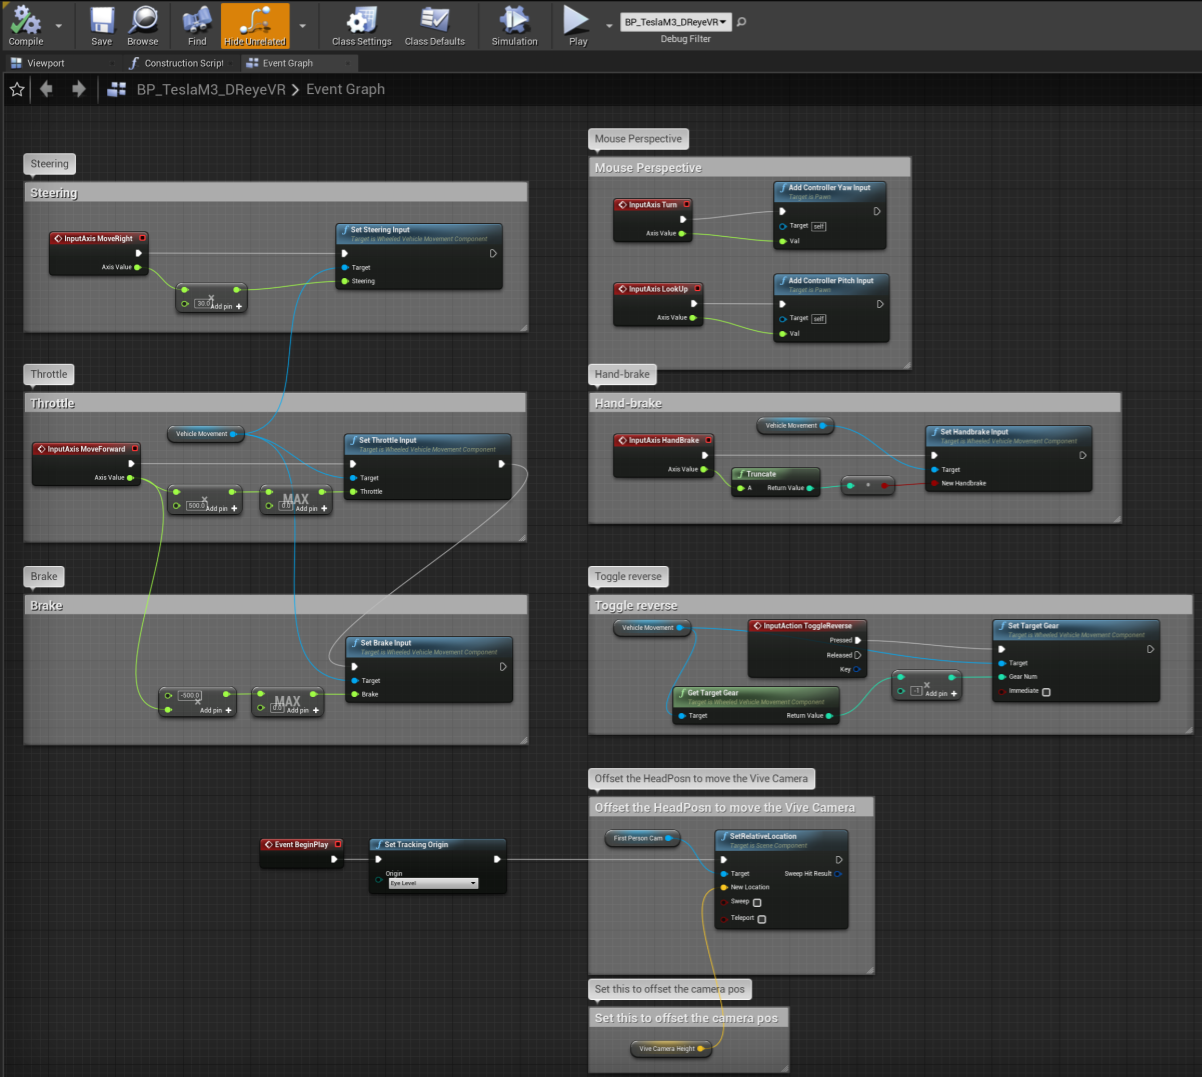 Compile
Save
Browse
Find
Hide Unrelated
Class Settings
Class Defaults
Simulation
Play
BP_TeslaM3_DReyeVR
Debug Filter
Viewport
Construction Script
Event Graph
BP_TeslaM3_DReyeVR > Event Graph
Steering
Steering
InputAxis MoveRight
Axis Value
30.0
Add pin +
Set Steering Input
Target is Wheeled Vehicle Movement Component
Target
Steering
Mouse Perspective
Mouse Perspective
InputAxis Turn
Axis Value
Add Controller Yaw Input
Target is Pawn
Target self
Val
InputAxis LookUp
Axis Value
Add Controller Pitch Input
Target is Pawn
Target self
Val
Throttle
Throttle
Vehicle Movement
InputAxis MoveForward
Axis Value
500.0
Add pin +
MAX
0.0
Add pin +
Set Throttle Input
Target is Wheeled Vehicle Movement Component
Target
Throttle
Hand-brake
Hand-brake
InputAxis HandBrake
Axis Value
Vehicle Movement
Truncate
A Return Value
Set Handbrake Input
Target is Wheeled Vehicle Movement Component
Target
New Handbrake
Brake
Brake
-500.0
Add pin +
MAX
0.0
Add pin +
Set Brake Input
Target is Wheeled Vehicle Movement Component
Target
Brake
Toggle reverse
Toggle reverse
Vehicle Movement
InputAction ToggleReverse
Pressed
Released
Key
Get Target Gear
Target is Wheeled Vehicle Movement Component
Target Return Value
-1
Add pin +
Set Target Gear
Target is Wheeled Vehicle Movement Component
Target
Gear Num
Immediate
Event BeginPlay
Set Tracking Origin
Origin
Eye Level
Offset the HeadPosn to move the Vive Camera
Offset the HeadPosn to move the Vive Camera
First Person Cam
SetRelativeLocation
Target is Scene Component
Target Sweep Hit Result
New Location
Sweep
Teleport
Set this to offset the camera pos
Set this to offset the camera pos
Vive Camera Height